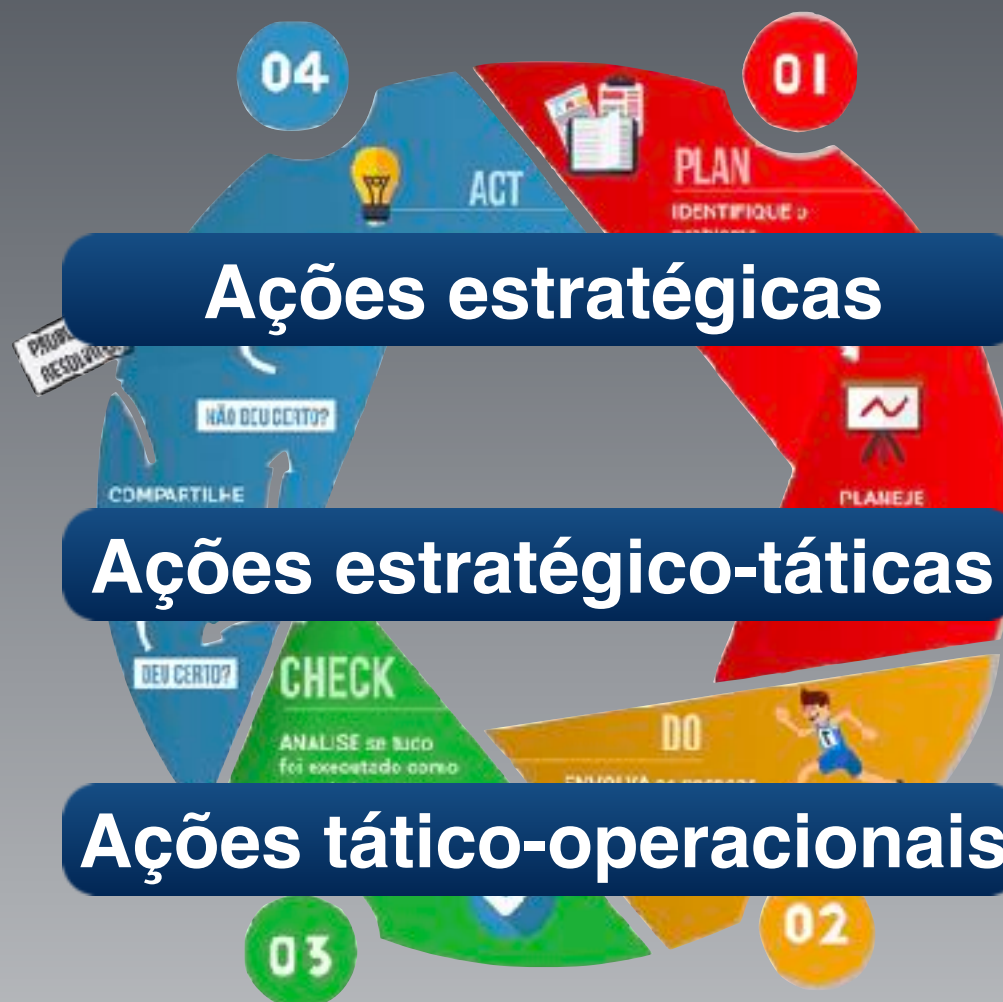 04
01
ACT
PLAN
IDENTIFIQUE o
Ações estratégicas
NÃO DEU CERTO?
COMPARTILHE
PLANEJE
Ações estratégico-táticas
DEU CERTO?
CHECK
DO
ANALISE se tudo
foi executado como
Ações tático-operacionais
03
02